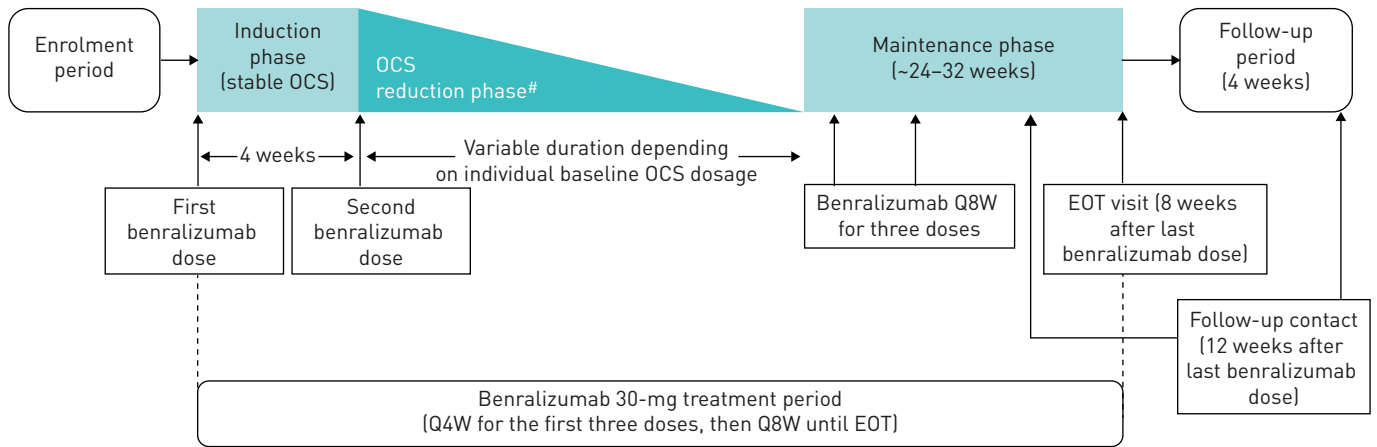 Enrolment
period
Induction
phase
(stable OCS)
OCS
reduction phase#
Maintenance phase
(~24–32 weeks)
Follow-up
period
(4 weeks)
4 weeks
Variable duration depending
on individual baseline OCS dosage
First
benralizumab
dose
Second
benralizumab
dose
Benralizumab Q8W
for three doses
EOT visit (8 weeks
after last
benralizumab dose)
Follow-up contact
(12 weeks after
last benralizumab
dose)
Benralizumab 30-mg treatment period
(Q4W for the first three doses, then Q8W until EOT)